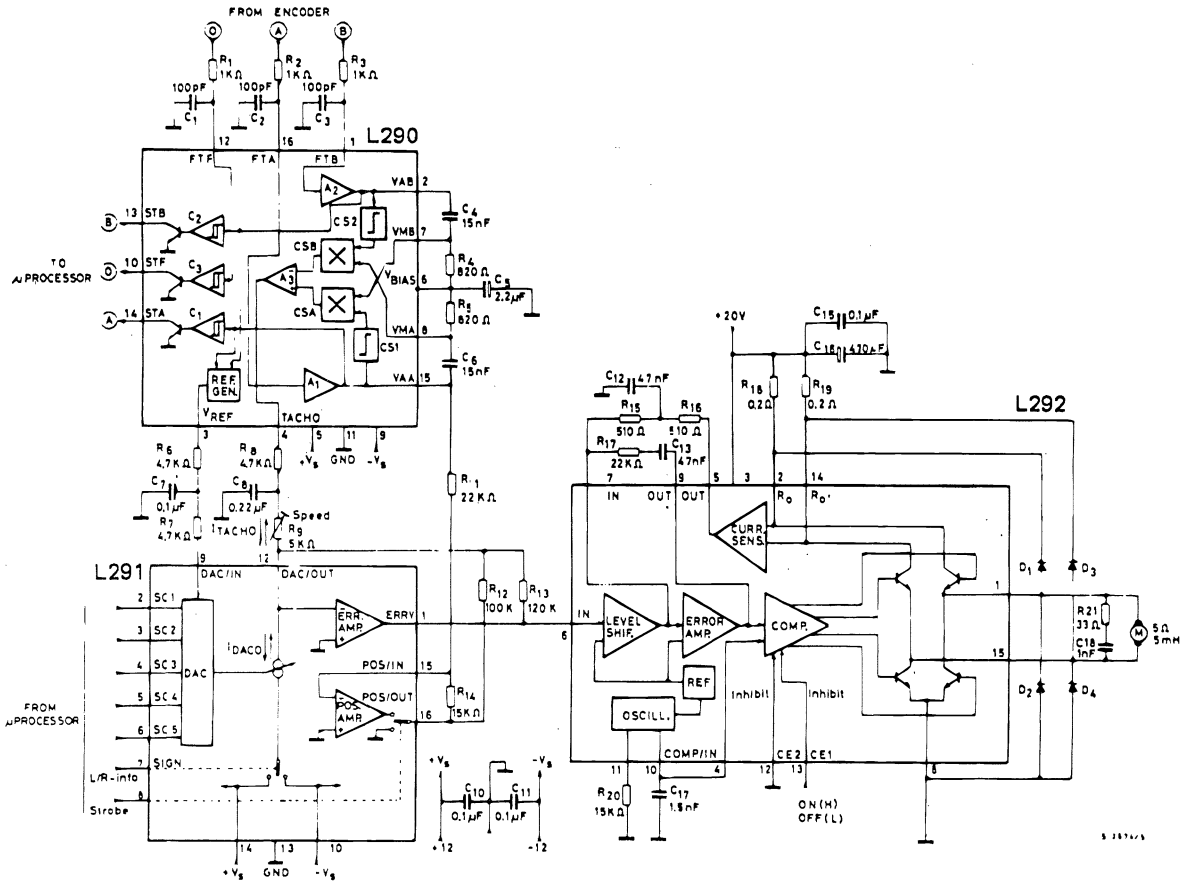 FROM ENCODER
O A B
R1 1KΩ
R2 1KΩ
R3 1KΩ
100pF C1
100pF C2
100pF C3
12 16 1
L290
FTF FTA FTB
A2
VAB 2
CS2
C4 15nF
13 STB
B
C2
CSB
VMB 7
TO μPROCESSOR
O
10 STF
C3
A3
VBIAS 6
R4 820Ω
C5 2.2μF
R5 820Ω
CSA
A
14 STA
C1
VMA 8
CS1
C6 15nF
REF. GEN.
A1
VAA 15
VREF
TACHO
3 4 5 11 9
+Vs GND -Vs
R6 4.7KΩ
R8 4.7KΩ
C7 0.1μF
C8 0.22μF
R7 4.7KΩ
ITACHO
Speed
R9 5KΩ
22KΩ
R12 100K
R13 120K
L291
9 12
DAC/IN DAC/OUT
2 SC1
3 SC2
4 SC3
5 SC4
6 SC5
DAC
IDACO
ERR. AMP.
ERRV 1
POS/IN 15
POS/OUT
16
POS. AMP.
R14 15KΩ
FROM μPROCESSOR
7 SIGN
L/R-info
8
Strobe
14 13 10
+Vs GND -Vs
+Vs -Vs
C10 0.1μF
C11 0.1μF
+12 -12
+20V
C15 0.1μF
C16 470μF
R18 0.2Ω
R19 0.2Ω
L292
C12 47nF
R15 510Ω
R16 510Ω
R17 22KΩ
C13 47nF
7 9 5 3 2 14
IN OUT OUT R0 R0'
CURR. SENS.
6 IN
LEVEL SHIF.
ERROR AMP.
COMP.
REF
OSCILL.
Inhibit Inhibit
COMP/IN CE2 CE1
11 10 4 12 13 8
R20 15KΩ
C17 1.5nF
ON(H)
OFF(L)
D1 D3
1
R21 33Ω
C18 1nF
M
5Ω
5mH
15
D2 D4